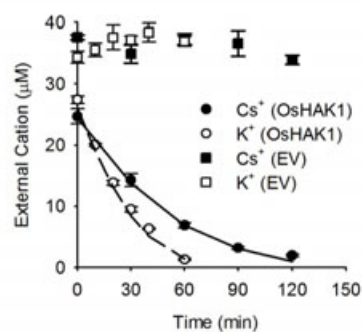 External Cation (µM)
40
30
20
10
0
Cs⁺ (OsHAK1)
K⁺ (OsHAK1)
Cs⁺ (EV)
K⁺ (EV)
0 30 60 90 120 150
Time (min)